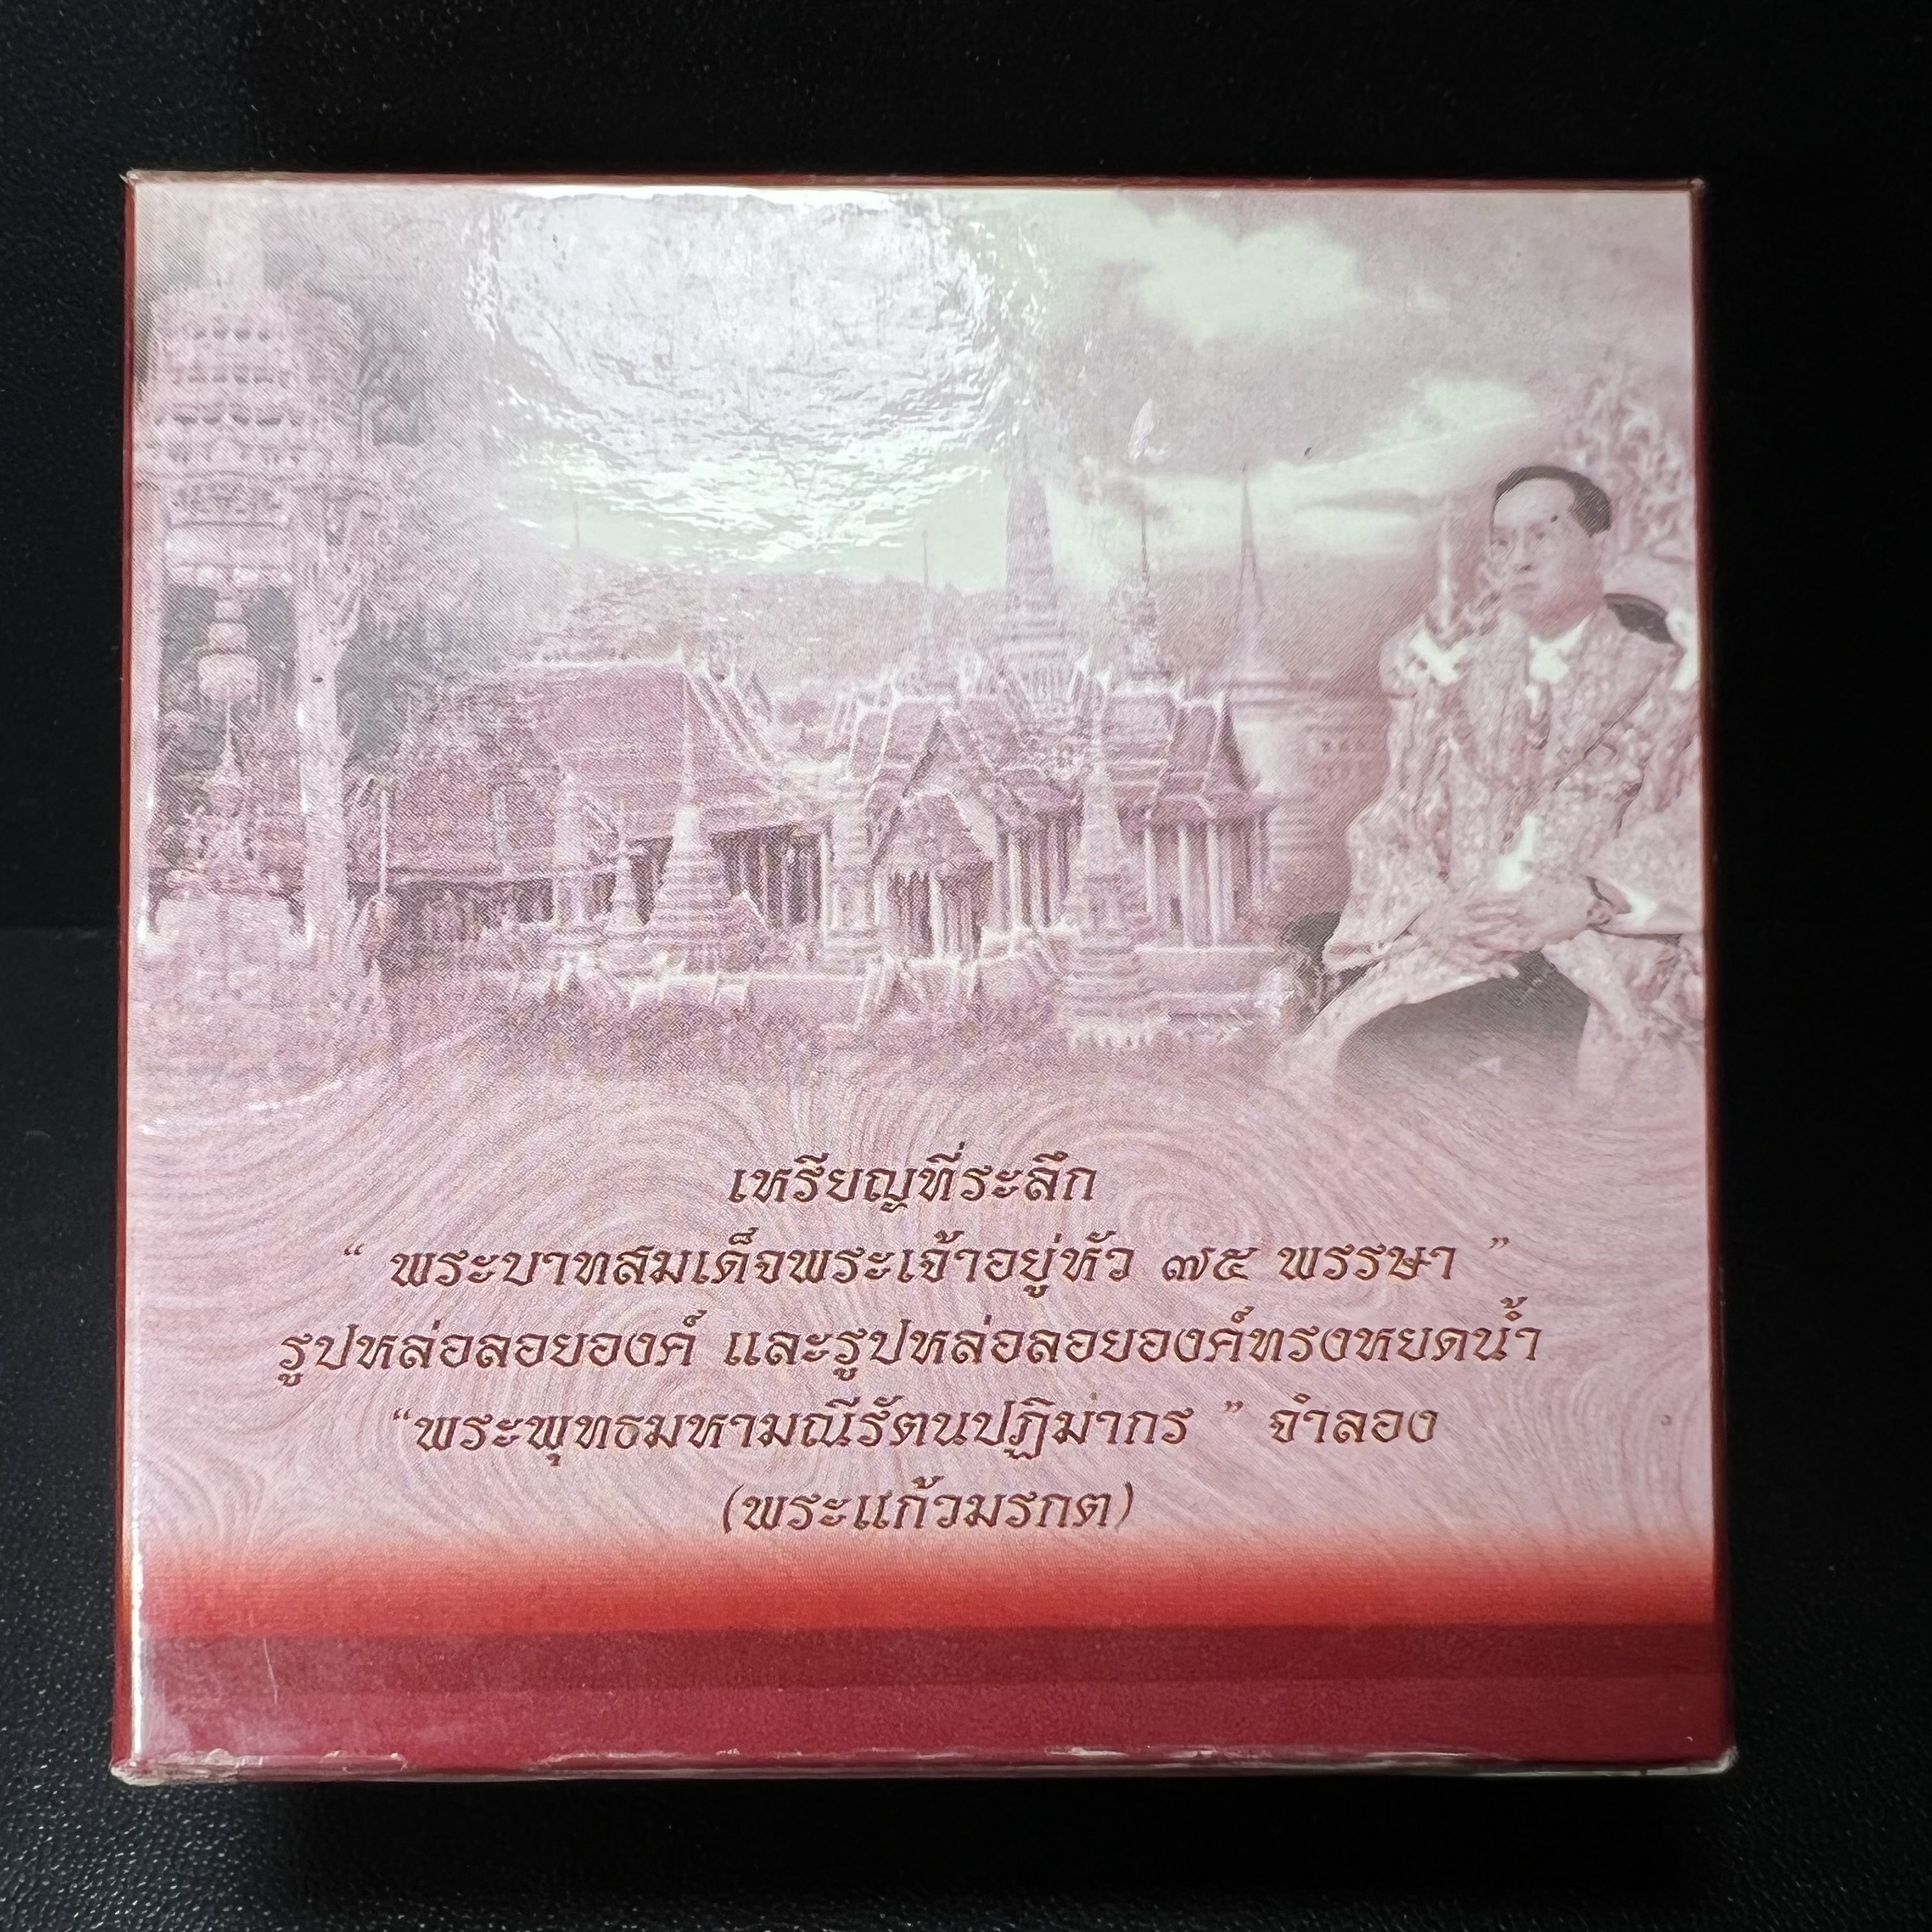 เหรียญที่ระลึก
“ พระบาทสมเด็จพระเจ้าอยู่หัว ๗๕ พรรษา ”
รูปหล่อลอยองค์ และรูปหล่อลอยองค์ทรงหยดน้ำ
“พระพุทธมหามณีรัตนปฏิม่ากร ” จำลอง
(พระแก้วมรกต)